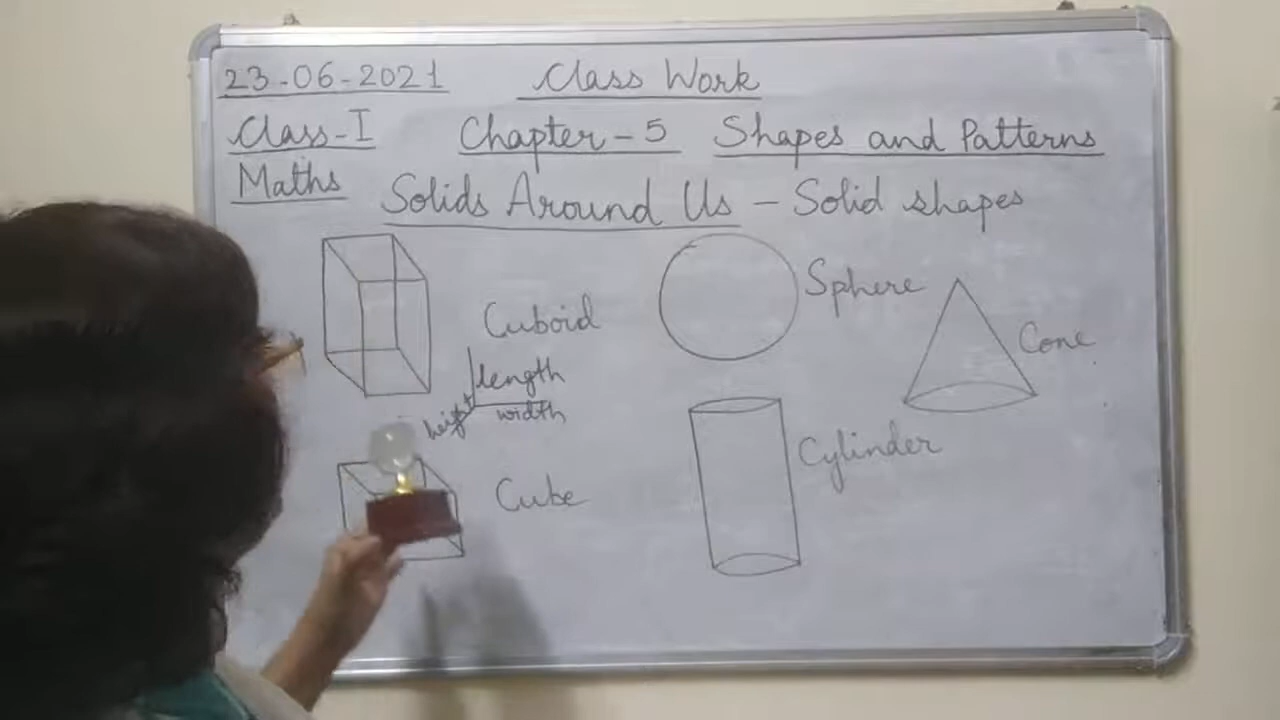 23-06-2021 Class Work
Class-I Chapter-5 Shapes and Patterns
Maths Solids Around Us - Solid shapes
Cuboid
length
width
Cube
Sphere
Cone
Cylinder